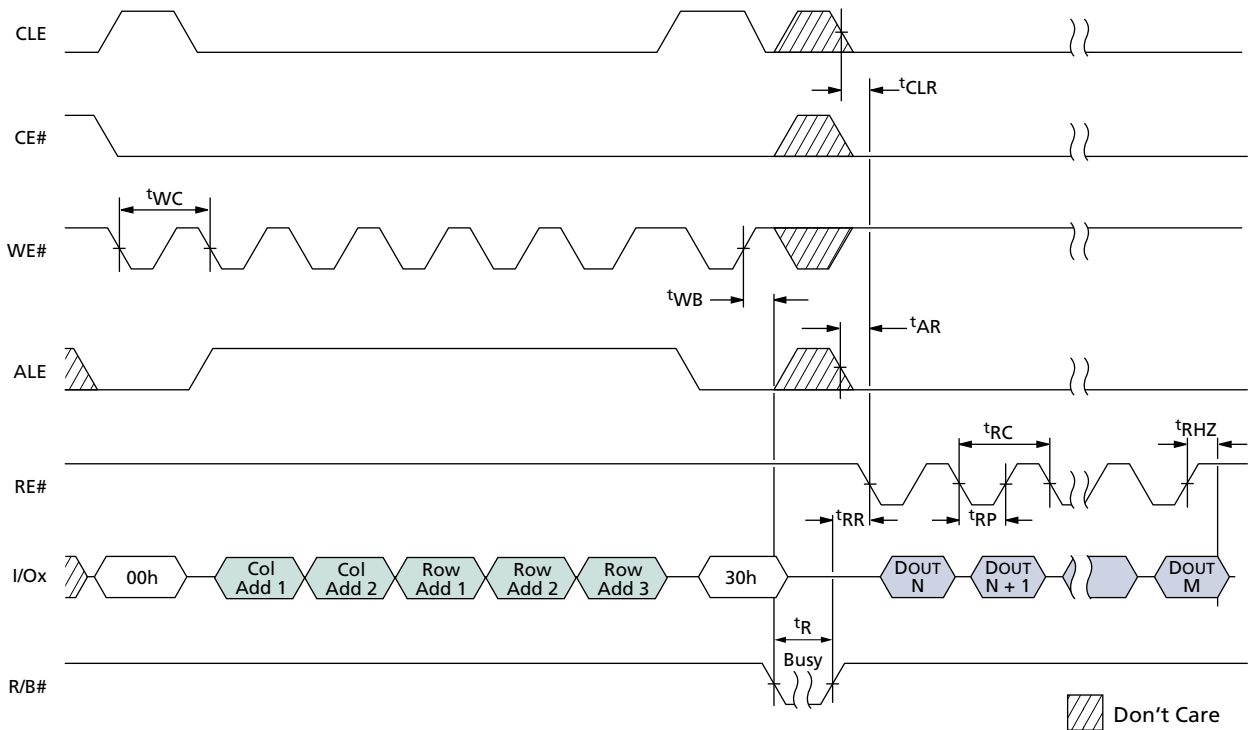 CLE
tCLR
CE#
tWC
WE#
tWB
tAR
ALE
tRC
tRHZ
RE#
tRR
tRP
I/Ox
00h
Col
Add 1
Col
Add 2
Row
Add 1
Row
Add 2
Row
Add 3
30h
DOUT
N
DOUT
N + 1
DOUT
M
tR
Busy
R/B#
Don't Care